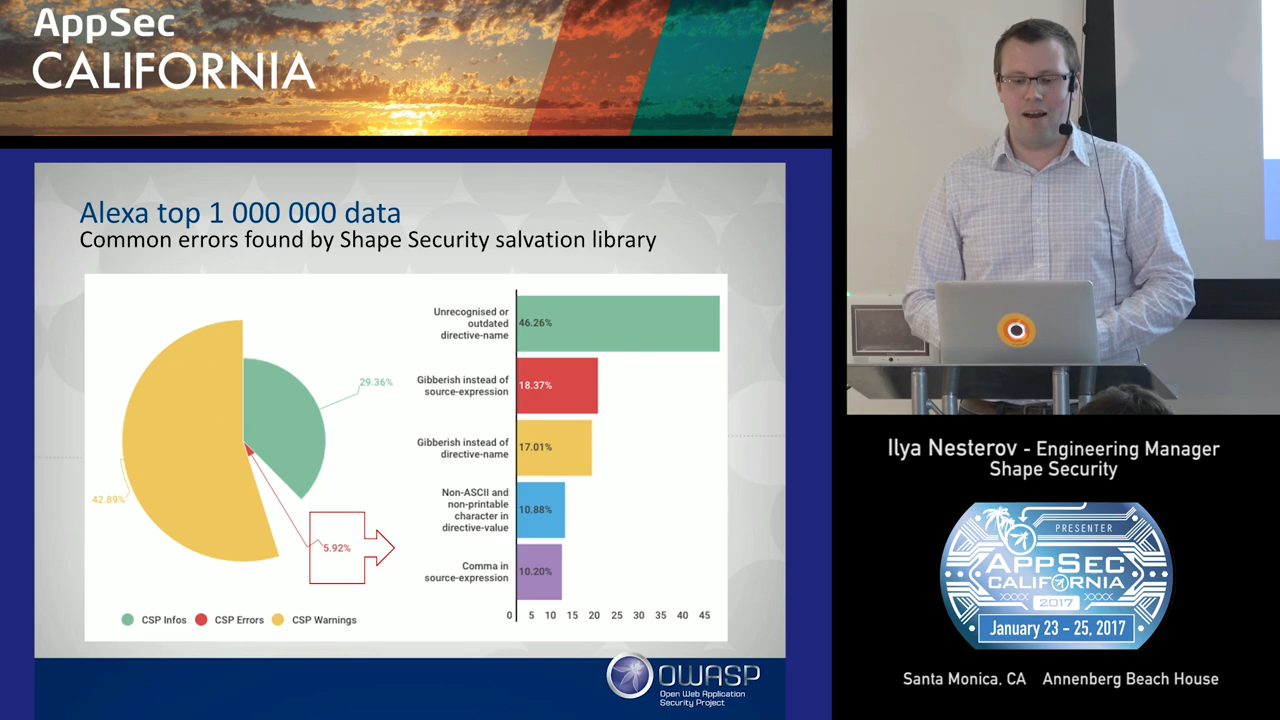 AppSec
CALIFORNIA
Alexa top 1 000 000 data
Common errors found by Shape Security salvation library
29.36%
42.89%
5.92%
CSP Infos
CSP Errors
CSP Warnings
Unrecognised or
outdated
directive-name
46.26%
Gibberish instead of
source-expression
18.37%
Gibberish instead of
directive-name
17.01%
Non-ASCII and
non-printable
character in
directive-value
10.88%
Comma in
source-expression
10.20%
0 5 10 15 20 25 30 35 40 45
OWASP
Open Web Application
Security Project
Ilya Nesterov - Engineering Manager
Shape Security
PRESENTER
APPSEC
CALIFORNIA
2017
January 23 - 25, 2017
Santa Monica, CA Annenberg Beach House